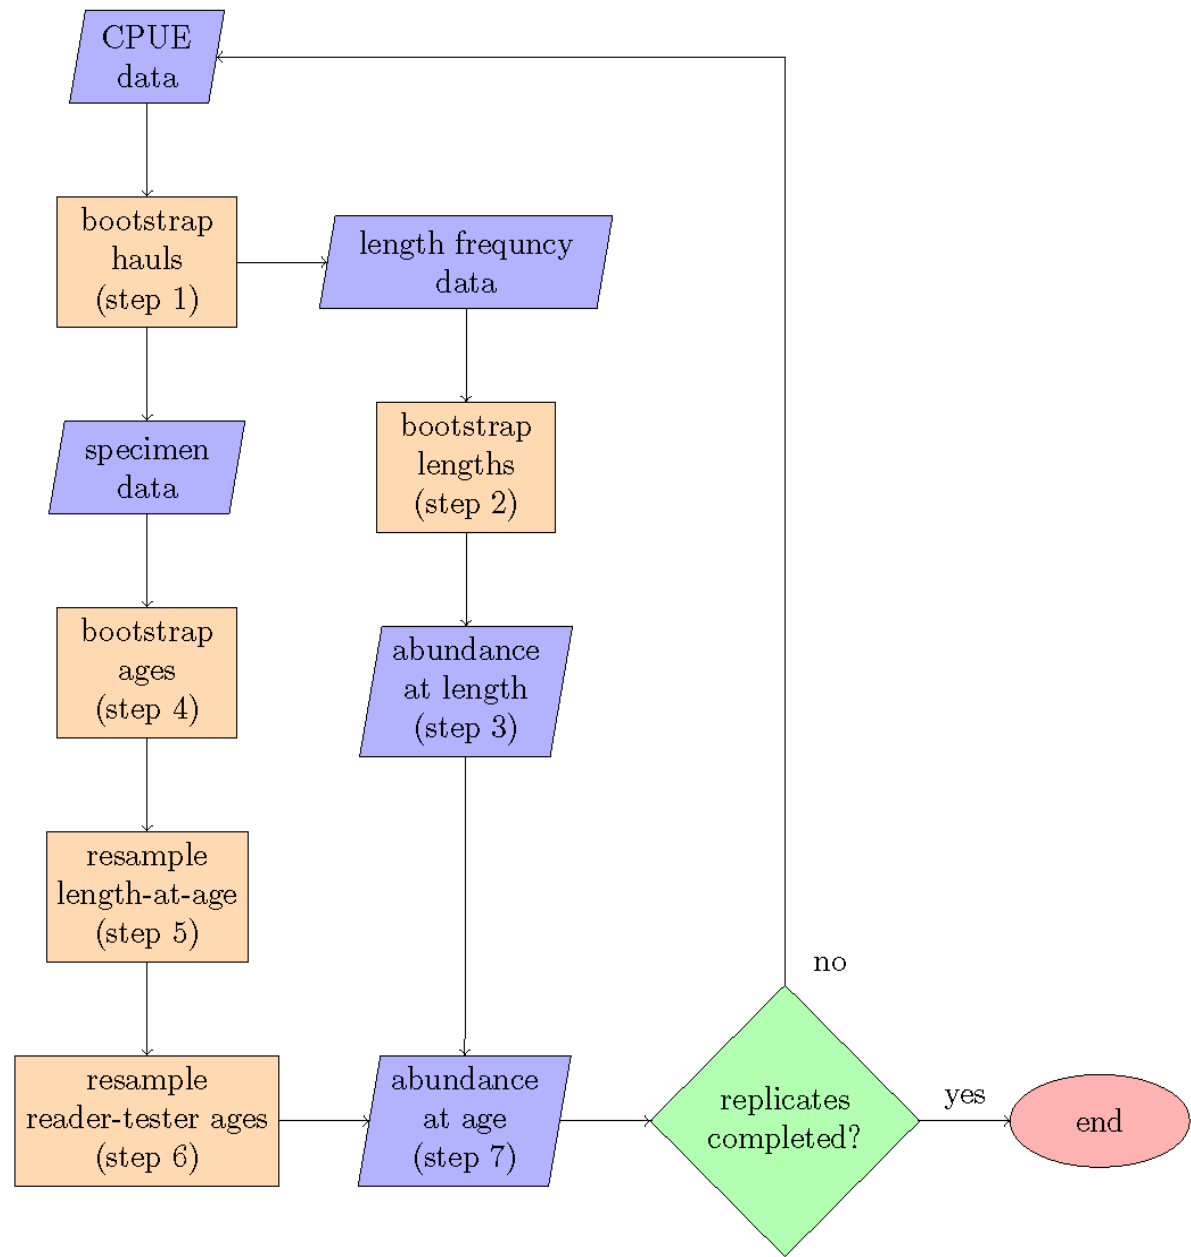 CPUE
data
bootstrap
hauls
(step 1)
length frequncy
data
specimen
data
bootstrap
lengths
(step 2)
bootstrap
ages
(step 4)
abundance
at length
(step 3)
resample
length-at-age
(step 5)
no
resample
reader-tester ages
(step 6)
abundance
at age
(step 7)
replicates
completed?
yes
end